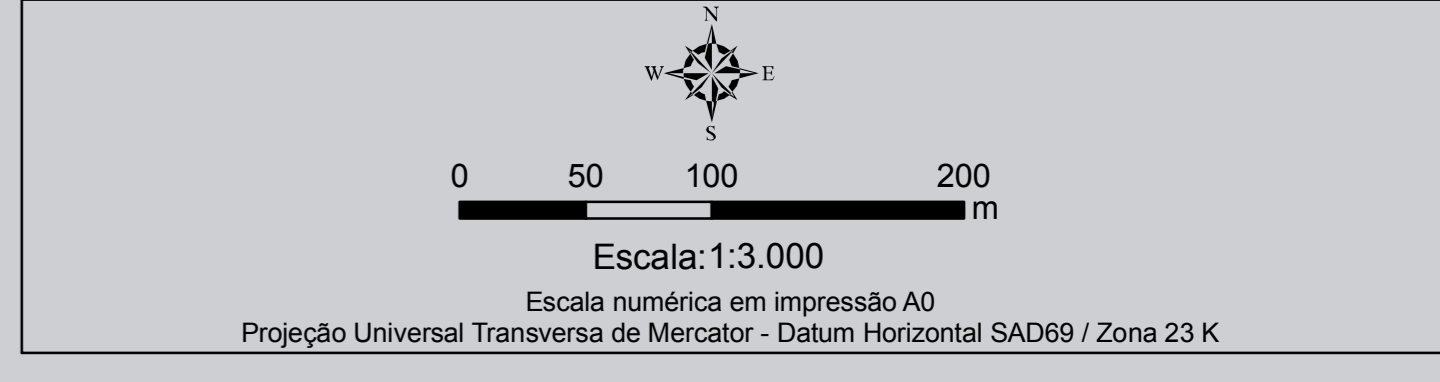 N
W E
S
0 50 100 200
m
Escala:1:3.000
Escala numérica em impressão A0
Projeção Universal Transversa de Mercator - Datum Horizontal SAD69 / Zona 23 K